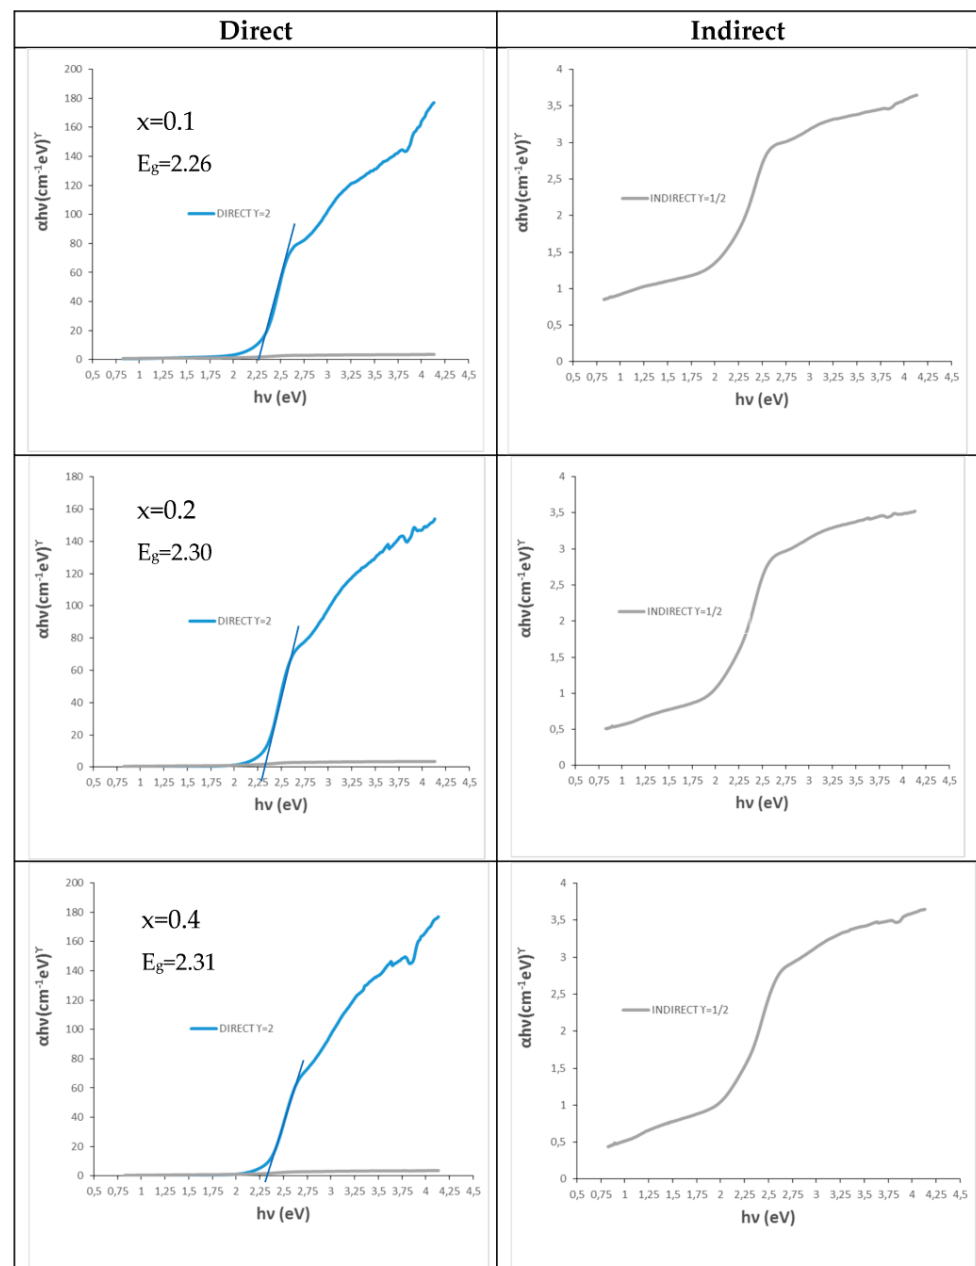 Direct
Indirect
200
180
160
140
120
100
80
60
40
20
0
αhν(cm⁻¹eV)ᵞ
x=0.1
E_g=2.26
DIRECT ϒ=2
0,5 0,75 1 1,25 1,5 1,75 2 2,25 2,5 2,75 3 3,25 3,5 3,75 4 4,25 4,5
hν (eV)
4
3,5
3
2,5
2
1,5
1
0,5
0
αhν(cm⁻¹eV)ᵞ
INDIRECT ϒ=1/2
0,5 0,75 1 1,25 1,5 1,75 2 2,25 2,5 2,75 3 3,25 3,5 3,75 4 4,25 4,5
hν (eV)
180
160
140
120
100
80
60
40
20
0
αhν(cm⁻¹eV)ᵞ
x=0.2
E_g=2.30
DIRECT ϒ=2
0,5 0,75 1 1,25 1,5 1,75 2 2,25 2,5 2,75 3 3,25 3,5 3,75 4 4,25 4,5
hν (eV)
4
3,5
3
2,5
2
1,5
1
0,5
0
αhν(cm⁻¹eV)ᵞ
INDIRECT ϒ=1/2
0,5 0,75 1 1,25 1,5 1,75 2 2,25 2,5 2,75 3 3,25 3,5 3,75 4 4,25 4,5
hν (eV)
200
180
160
140
120
100
80
60
40
20
0
αhν(cm⁻¹eV)ᵞ
x=0.4
E_g=2.31
DIRECT ϒ=2
0,5 0,75 1 1,25 1,5 1,75 2 2,25 2,5 2,75 3 3,25 3,5 3,75 4 4,25 4,5
hν (eV)
4
3,5
3
2,5
2
1,5
1
0,5
0
αhν(cm⁻¹eV)ᵞ
INDIRECT ϒ=1/2
0,5 0,75 1 1,25 1,5 1,75 2 2,25 2,5 2,75 3 3,25 3,5 3,75 4 4,25 4,5
hν (eV)